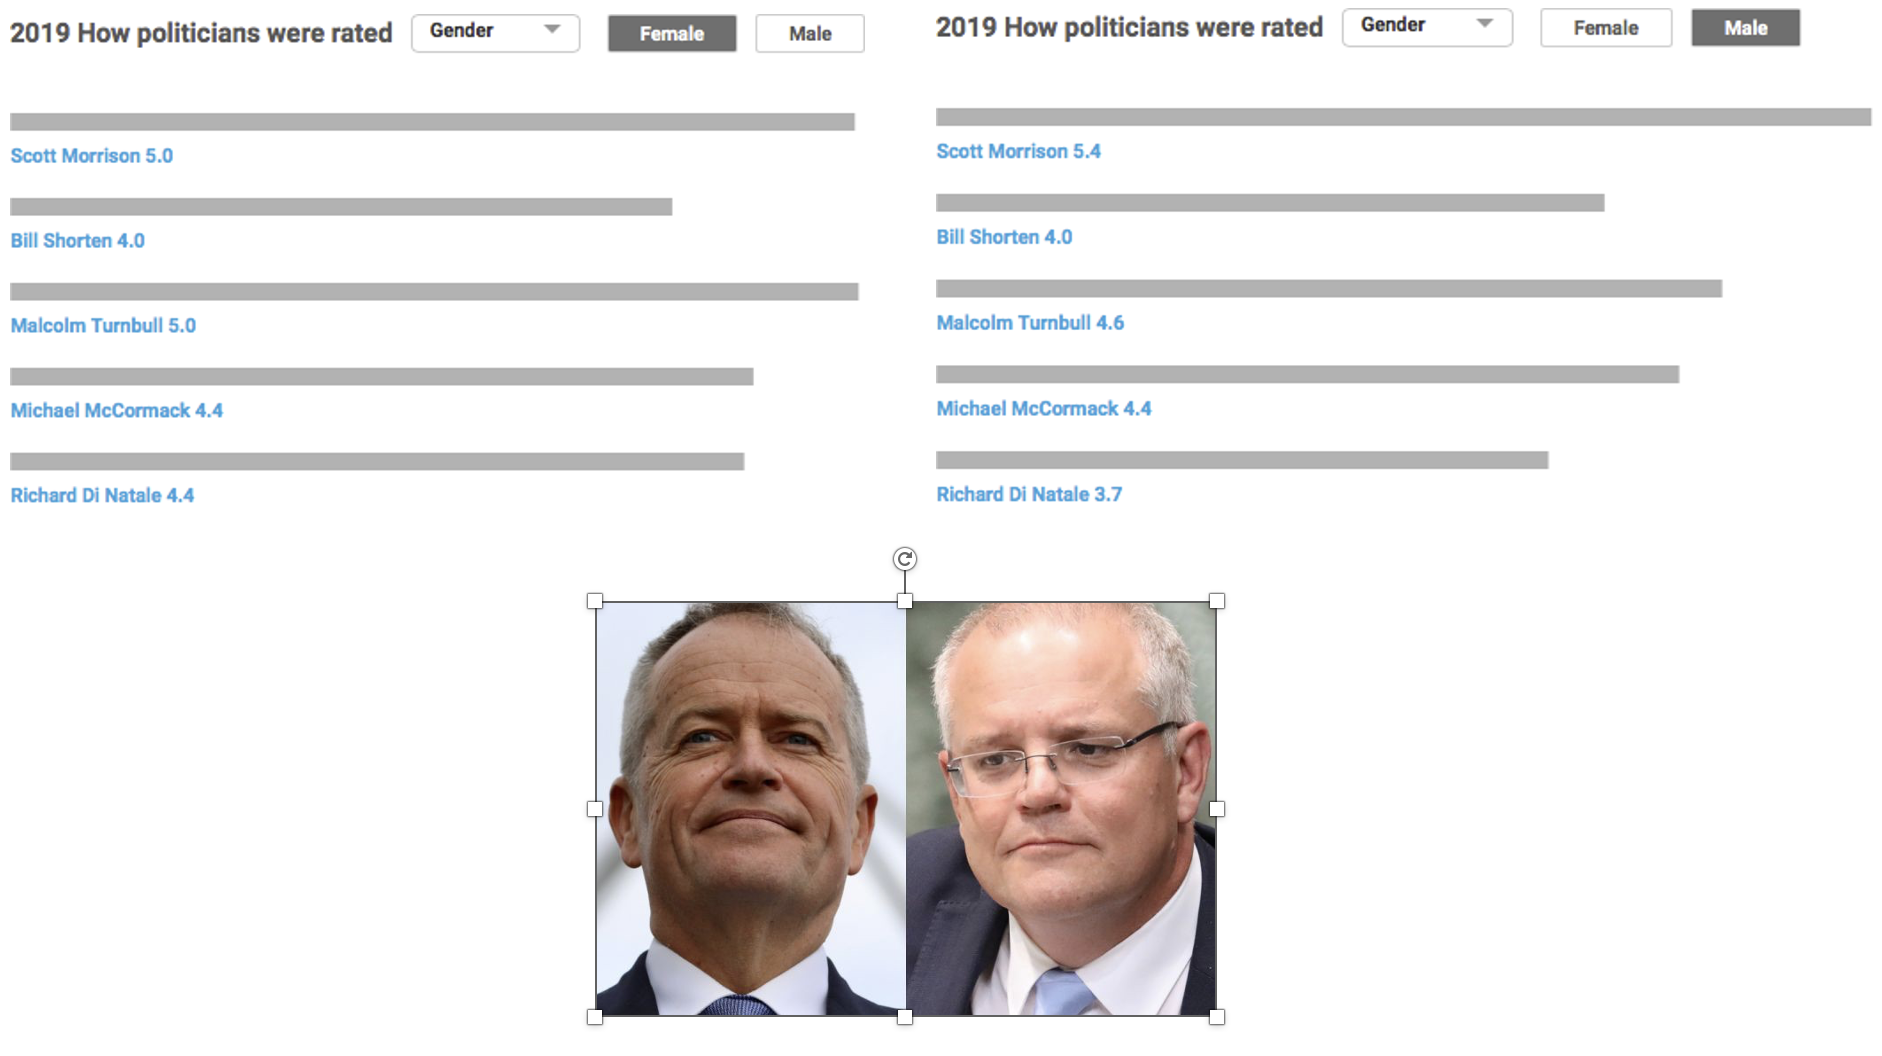 2019 How politicians were rated Gender Female Male
Scott Morrison 5.0
Bill Shorten 4.0
Malcolm Turnbull 5.0
Michael McCormack 4.4
Richard Di Natale 4.4
2019 How politicians were rated Gender Female Male
Scott Morrison 5.4
Bill Shorten 4.0
Malcolm Turnbull 4.6
Michael McCormack 4.4
Richard Di Natale 3.7